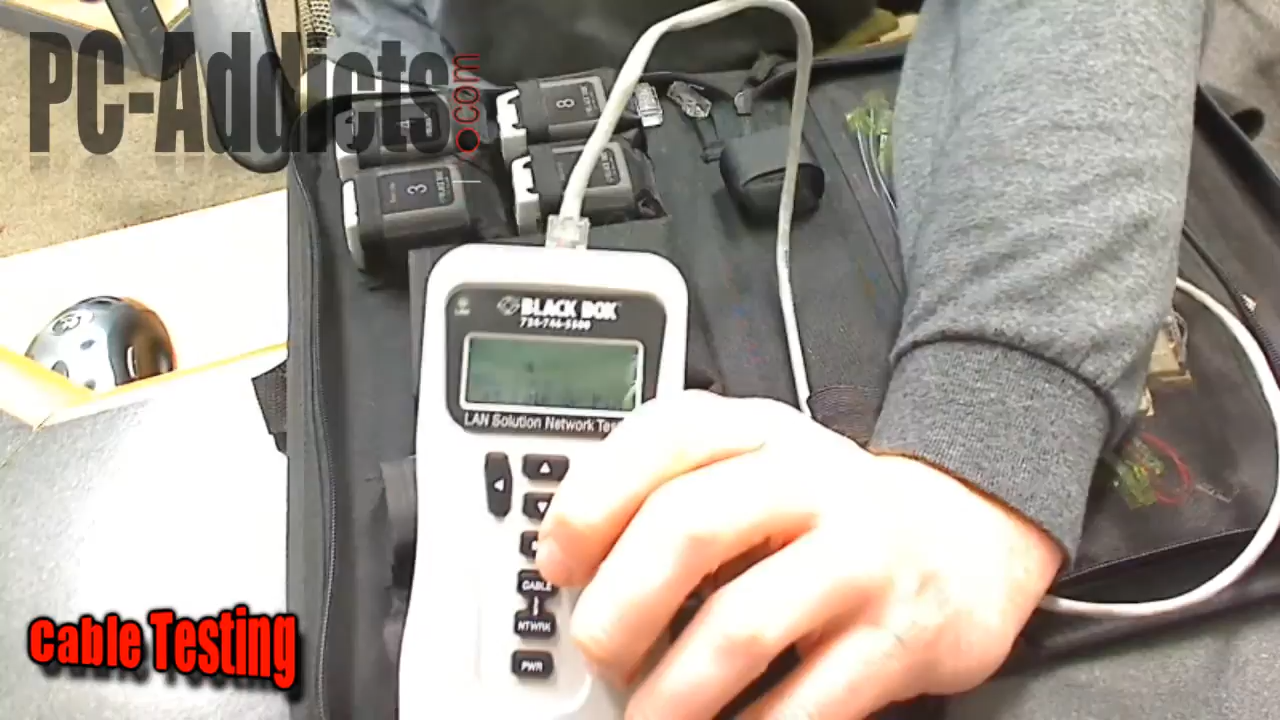 PC-Addicts.com
8
3
BLACK BOX
724-746-5500
LAN Solution Network Tes
CABLE
NTWRK
PWR
Cable Testing